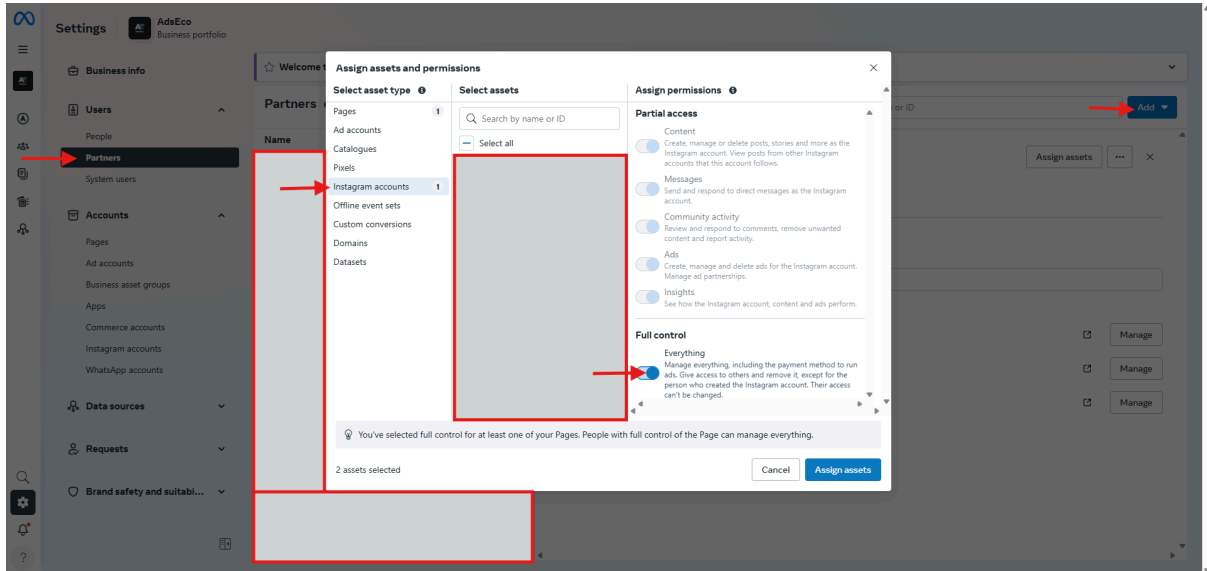 Settings
AdsEco
Business portfolio
Business info
Users
People
Partners
System users
Accounts
Pages
Ad accounts
Business asset groups
Apps
Commerce accounts
Instagram accounts
WhatsApp accounts
Data sources
Requests
Brand safety and suitabi...
Welcome t
Partners
or ID
Add
Name
Assign assets
Manage
Manage
Manage
Assign assets and permissions
Select asset type
Pages 1
Ad accounts
Catalogues
Pixels
Instagram accounts 1
Offline event sets
Custom conversions
Domains
Datasets
Select assets
Search by name or ID
Select all
Assign permissions
Partial access
Content
Create, manage or delete posts, stories and more as the
Instagram account. View posts from other Instagram
accounts that this account follows.
Messages
Send and respond to direct messages as the Instagram
account.
Community activity
Review and respond to comments, remove unwanted
content and report activity.
Ads
Create, manage and delete ads for the Instagram account.
Manage ad partnerships.
Insights
See how the Instagram account, content and ads perform.
Full control
Everything
Manage everything, including the payment method to run
ads. Give access to others and remove it, except for the
person who created the Instagram account. Their access
can't be changed.
You've selected full control for at least one of your Pages. People with full control of the Page can manage everything.
2 assets selected
Cancel
Assign assets